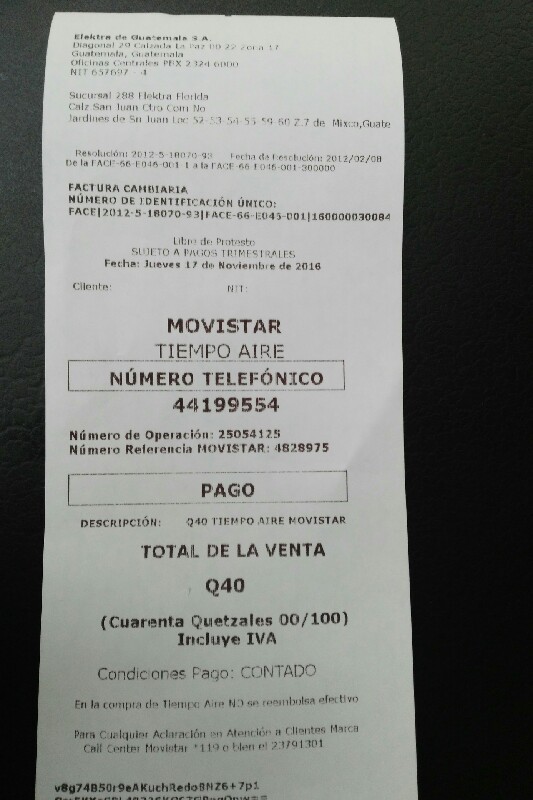 Elektra de Guatemala S.A.
Diagonal 29 Calzada La Paz 00-22 Zona 17
Guatemala, Guatemala
Oficinas Centrales PBX 2324 6000
NIT 657697 - 4
Sucursal 288 Elektra Florida
Calz San Juan Ctro Com No
Jardines de Sn Juan Loc 52-53-54-55-59-60 Z.7 de Mixco,Guate
Resolución: 2012-5-18070-93 Fecha de Resolución: 2012/02/08
De la FACE-66-E046-001-1 a la FACE-66-E046-001-300000
FACTURA CAMBIARIA
NÚMERO DE IDENTIFICACIÓN ÚNICO:
FACE|2012-5-18070-93|FACE-66-E045-001|160000030084
Libre de Protesto
SUJETO A PAGOS TRIMESTRALES
Fecha: Jueves 17 de Noviembre de 2016
Cliente: NIT:
MOVISTAR
TIEMPO AIRE
NÚMERO TELEFÓNICO
44199554
Número de Operación: 25054125
Número Referencia MOVISTAR: 4828975
PAGO
DESCRIPCIÓN: Q40 TIEMPO AIRE MOVISTAR
TOTAL DE LA VENTA
Q40
(Cuarenta Quetzales 00/100)
Incluye IVA
Condiciones Pago: CONTADO
En la compra de Tiempo Aire NO se reembolsa efectivo
Para Cualquier Aclaración en Atención a Clientes Marca
Call Center Movistar *119 o bien el 23791301
v8g74B50r9eAKuchRedo8NZ6+7p1